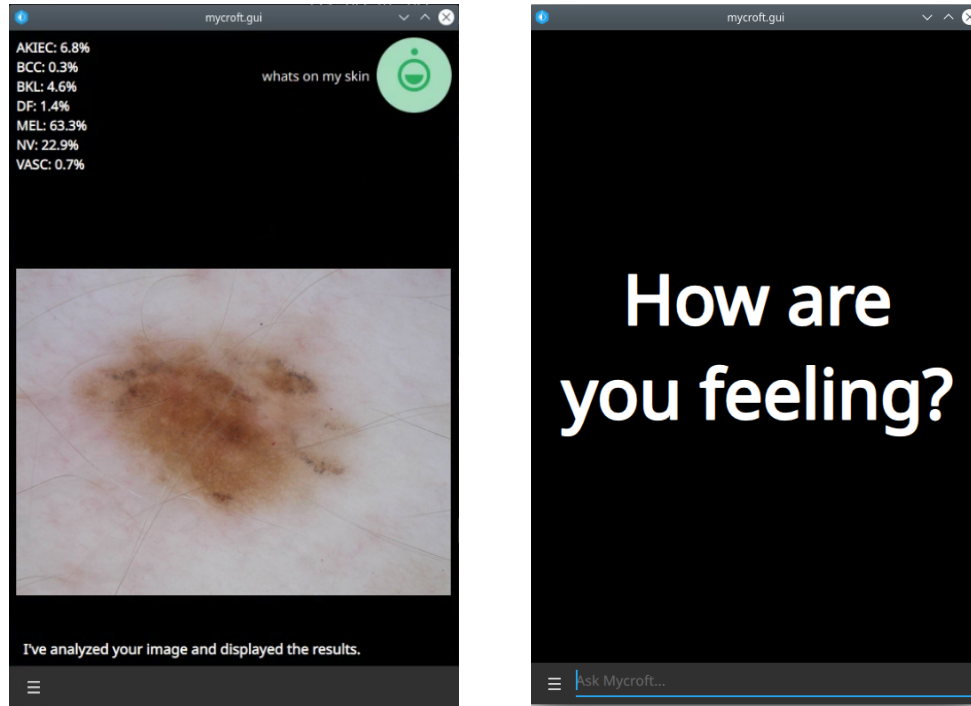 mycroft.gui
AKIEC: 6.8%
BCC: 0.3%
BKL: 4.6%
DF: 1.4%
MEL: 63.3%
NV: 22.9%
VASC: 0.7%
whats on my skin
I've analyzed your image and displayed the results.
mycroft.gui
How are
you feeling?
Ask Mycroft...